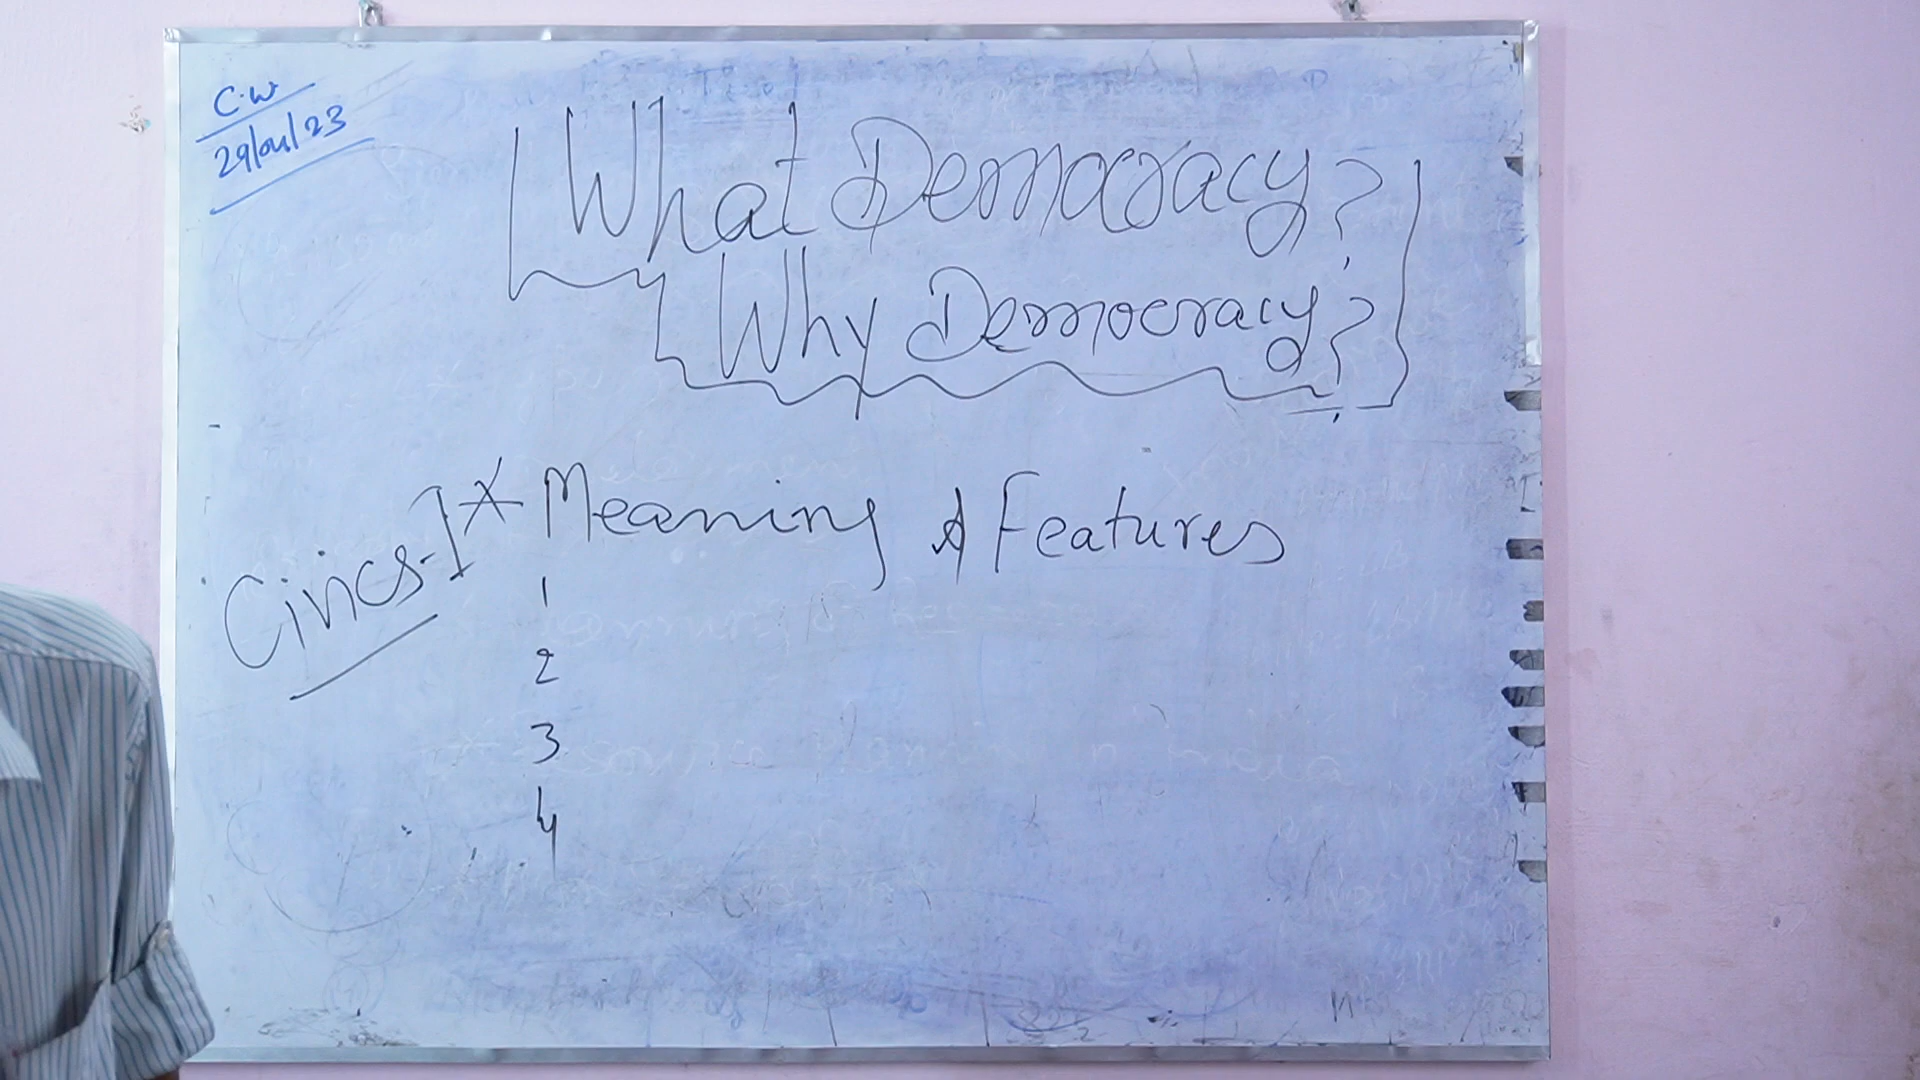 C.W.
29/04/23
What Democracy?
Why Democracy?
Civics-I
* Meaning & Features
1
2
3
4